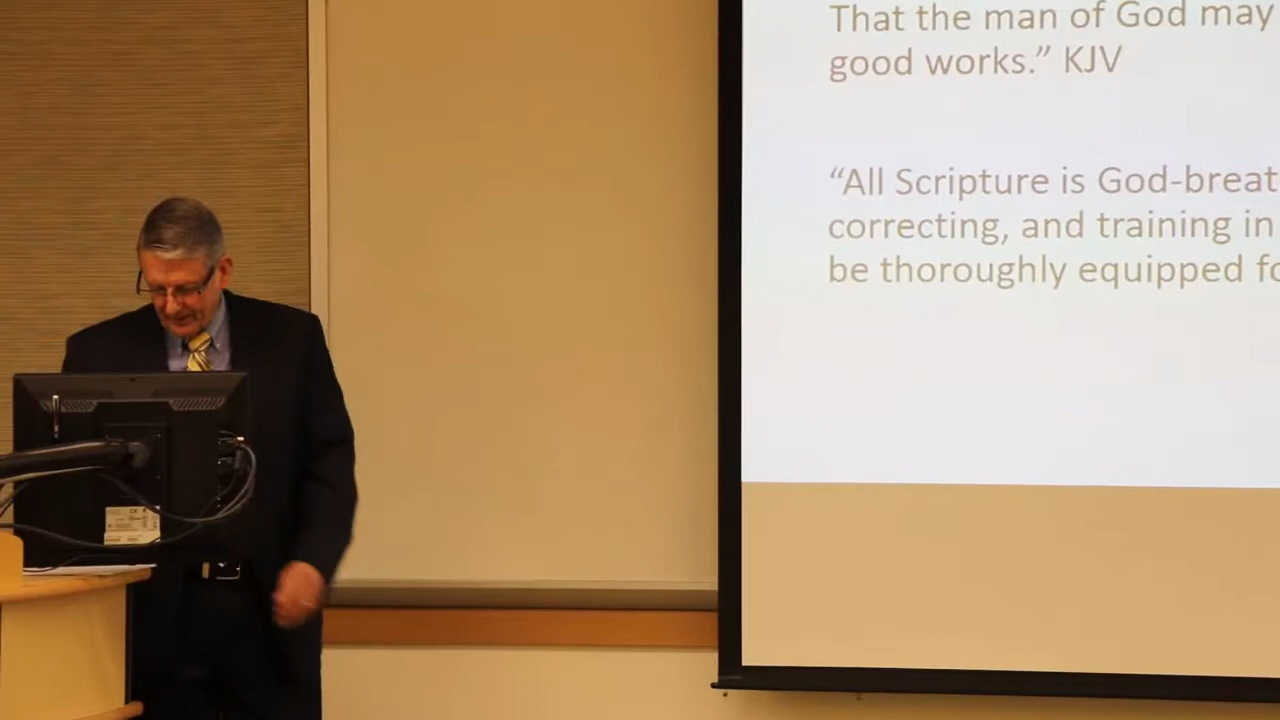 That the man of God may
good works.” KJV
“All Scripture is God-breat
correcting, and training in
be thoroughly equipped fo